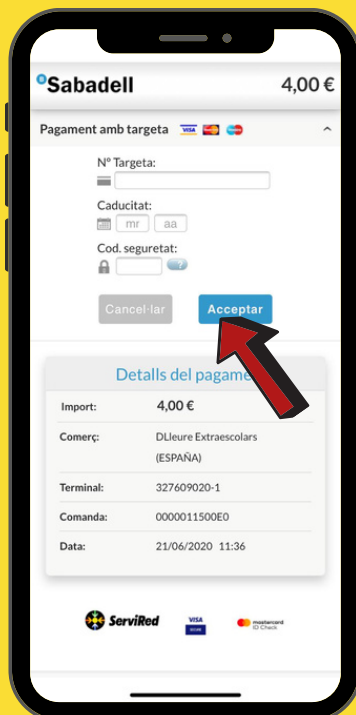 Sabadell 4,00 €
Pagament amb targeta VISA
Nº Targeta:
Caducitat:
mr aa
Cod. seguretat:
?
Cancel·lar Acceptar
Detalls del pagame
Import: 4,00 €
Comerç: DLleure Extraescolars
(ESPAÑA)
Terminal: 327609020-1
Comanda: 0000011500E0
Data: 21/06/2020 11:36
ServiRed VISA mastercard
ID Check